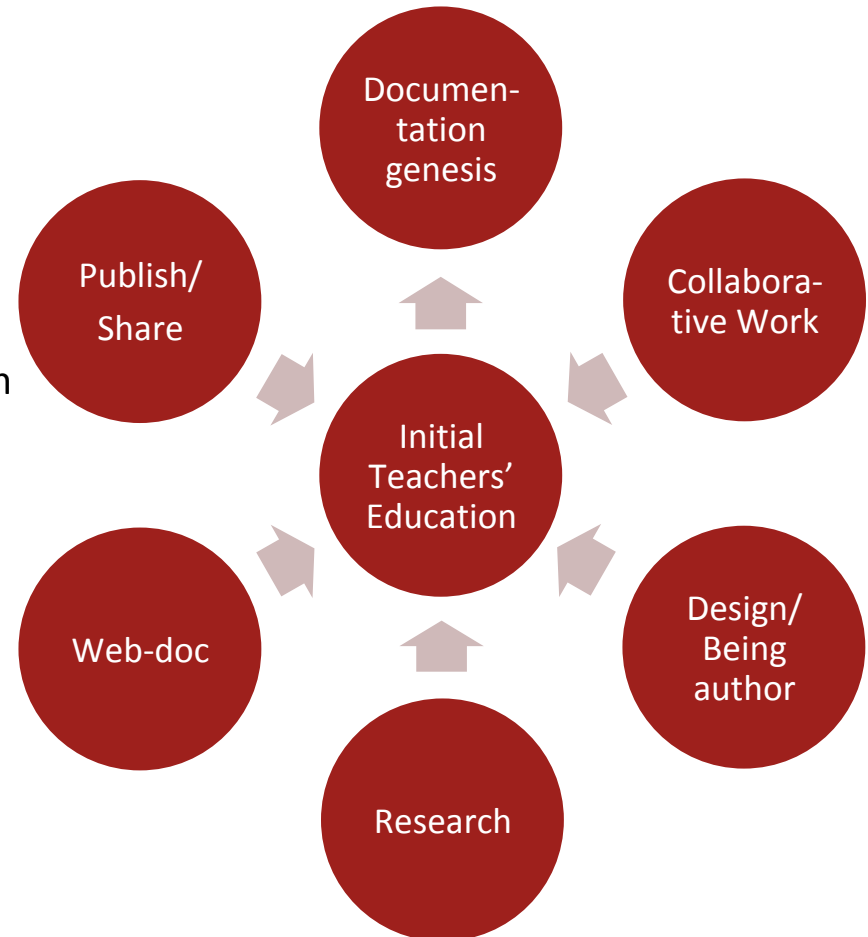 Documen-
tation
genesis
Publish/
Share
Collabora-
tive Work
Initial
Teachers’
Education
Web-doc
Design/
Being
author
Research